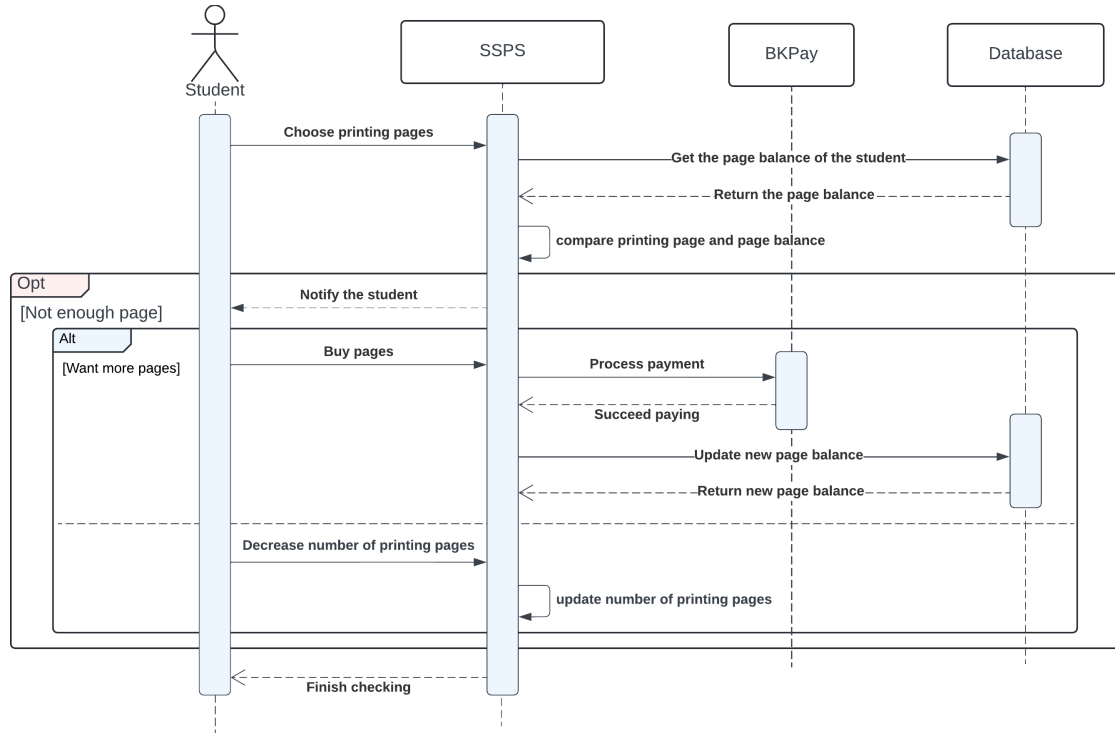 Student
SSPS
BKPay
Database
Choose printing pages
Get the page balance of the student
Return the page balance
compare printing page and page balance
Opt
[Not enough page]
Notify the student
Alt
[Want more pages]
Buy pages
Process payment
Succeed paying
Update new page balance
Return new page balance
Decrease number of printing pages
update number of printing pages
Finish checking